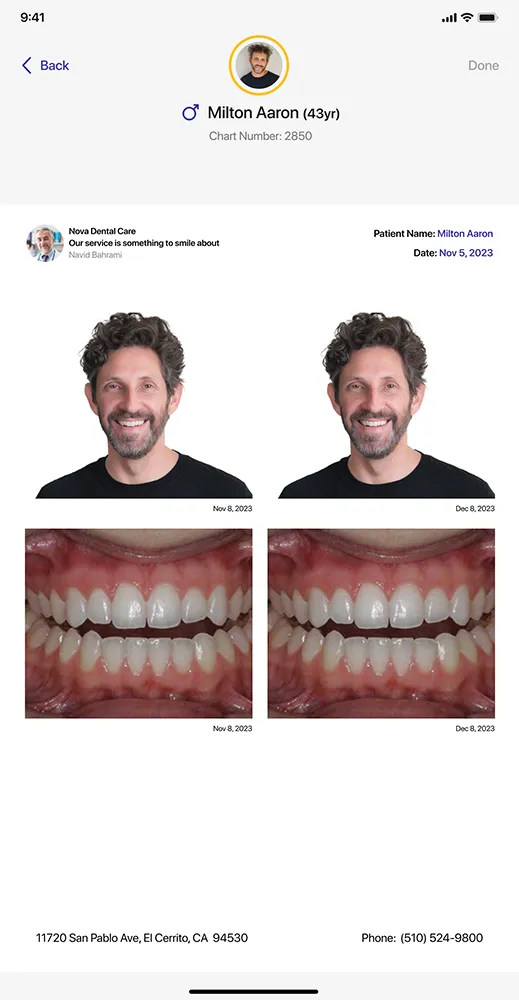 9:41
Back
Done
Milton Aaron (43yr)
Chart Number: 2850
Nova Dental Care
Our service is something to smile about
Navid Bahrami
Patient Name: Milton Aaron
Date: Nov 5, 2023
Nov 8, 2023
Dec 8, 2023
Nov 8, 2023
Dec 8, 2023
11720 San Pablo Ave, El Cerrito, CA 94530
Phone: (510) 524-9800